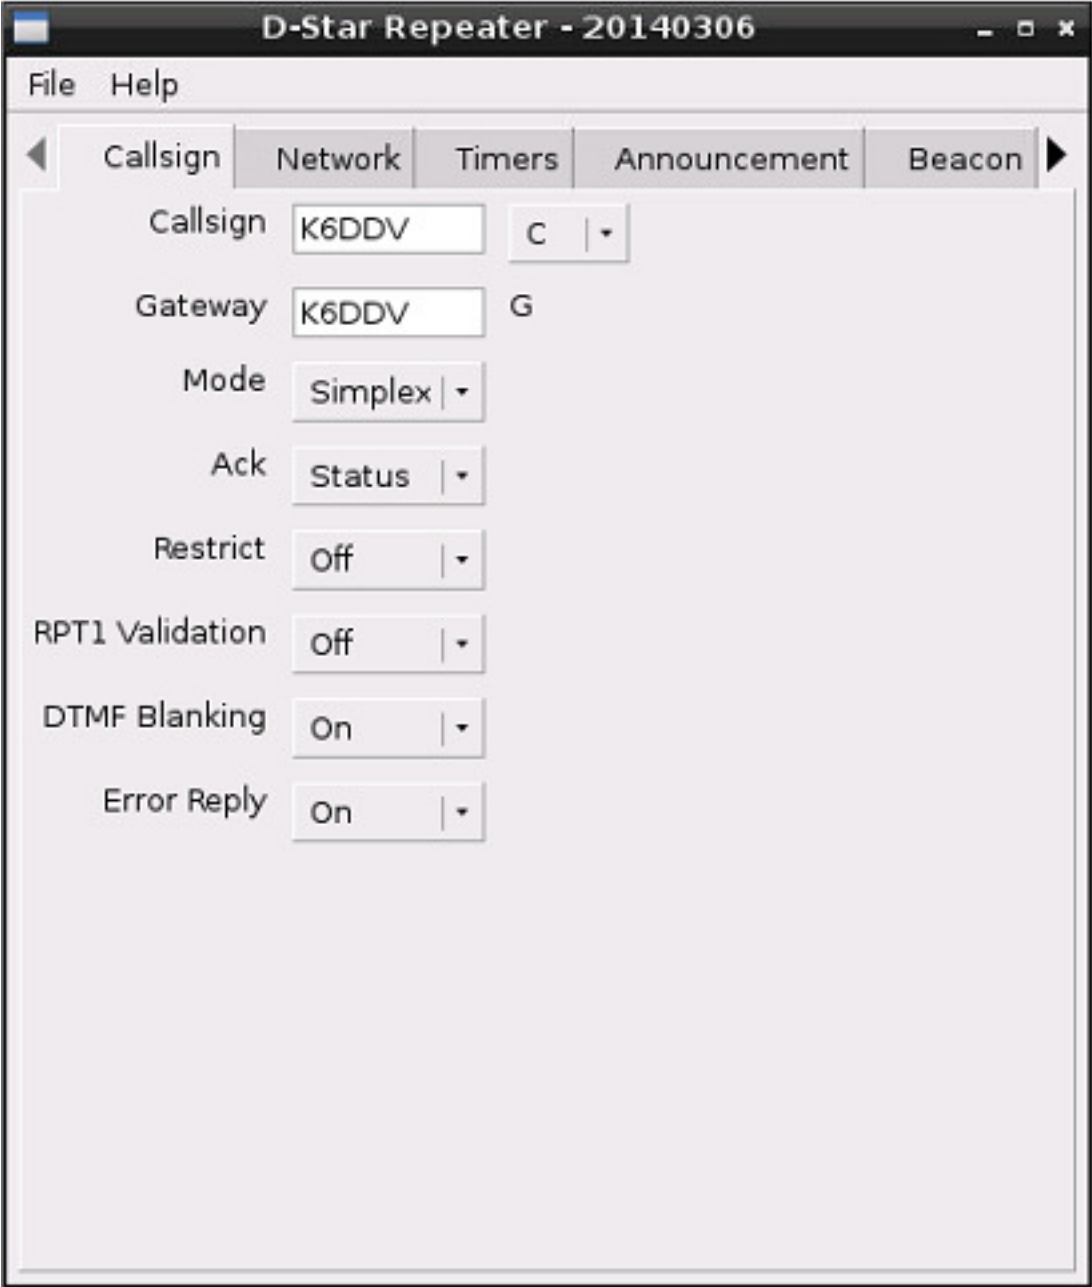 D-Star Repeater - 20140306
File Help
Callsign Network Timers Announcement Beacon
Callsign K6DDV C
Gateway K6DDV G
Mode Simplex
Ack Status
Restrict Off
RPT1 Validation Off
DTMF Blanking On
Error Reply On